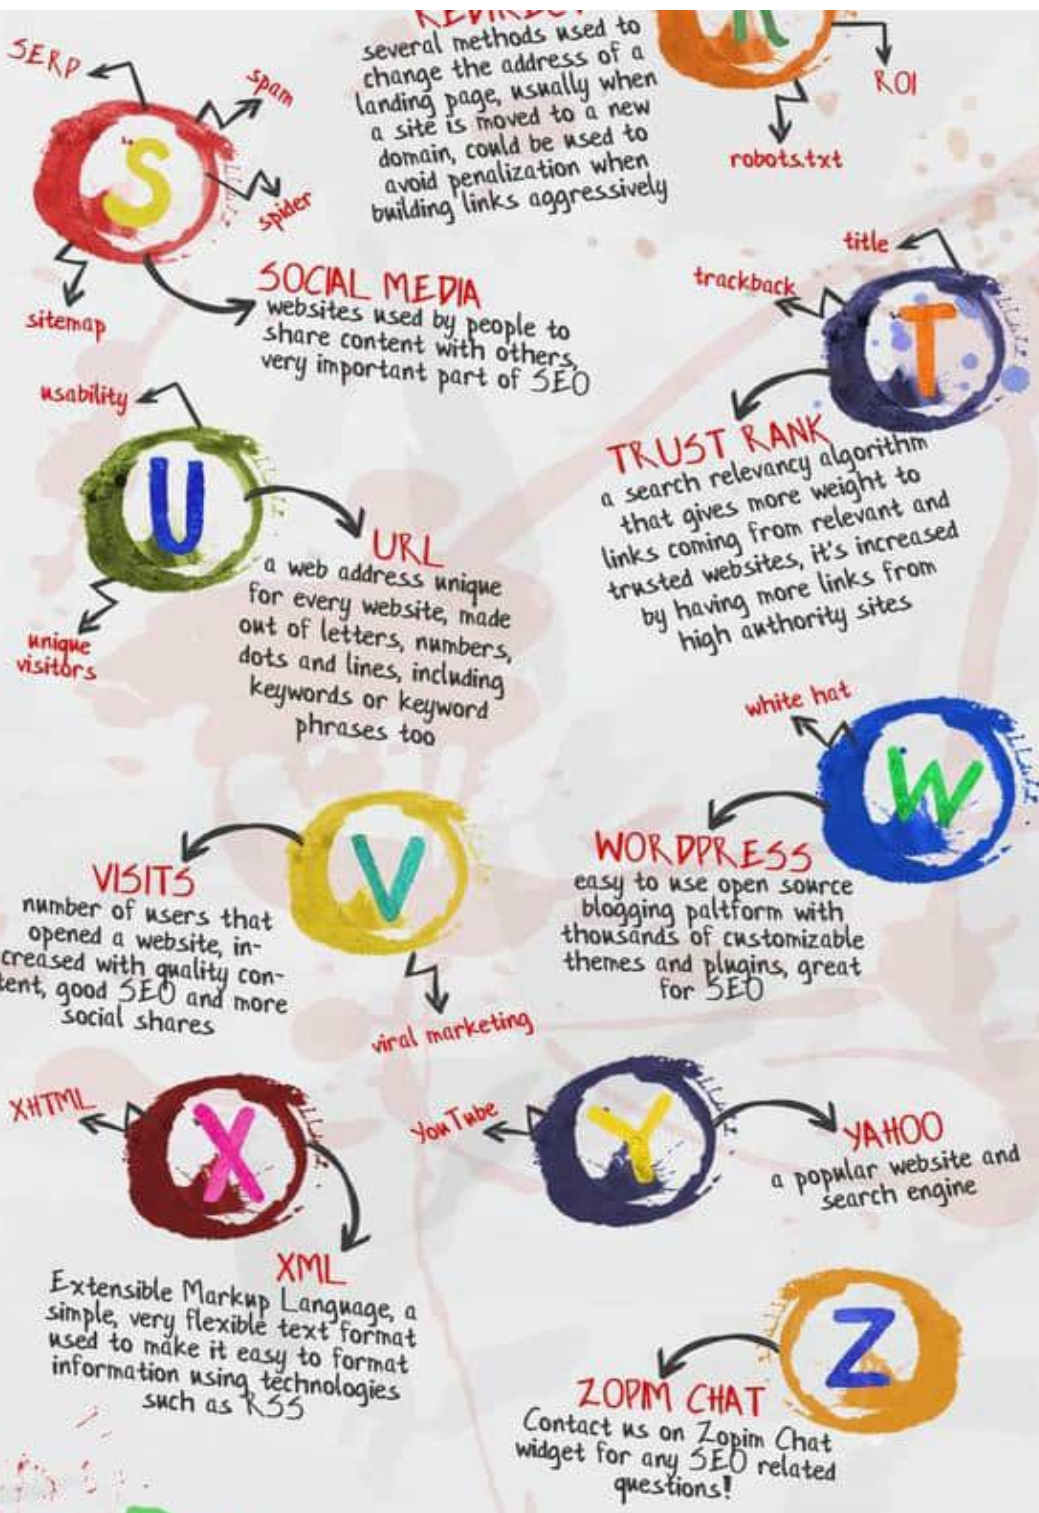 REDIRECT
several methods used to
change the address of a
landing page, usually when
a site is moved to a new
domain, could be used to
avoid penalization when
building links aggressively
R
ROI
robots.txt
SERP
spam
S
spider
sitemap
SOCIAL MEDIA
websites used by people to
share content with others,
very important part of SEO
title
trackback
T
TRUST RANK
a search relevancy algorithm
that gives more weight to
links coming from relevant and
trusted websites, it's increased
by having more links from
high authority sites
usability
U
unique
visitors
URL
a web address unique
for every website, made
out of letters, numbers,
dots and lines, including
keywords or keyword
phrases too
white hat
W
WORDPRESS
easy to use open source
blogging paltform with
thousands of customizable
themes and plugins, great
for SEO
V
VISITS
number of users that
opened a website, in-
creased with quality con-
tent, good SEO and more
social shares
viral marketing
XHTML
X
XML
Extensible Markup Language, a
simple, very flexible text format
used to make it easy to format
information using technologies
such as RSS
YouTube
Y
YAHOO
a popular website and
search engine
Z
ZOPIM CHAT
Contact us on Zopim Chat
widget for any SEO related
questions!